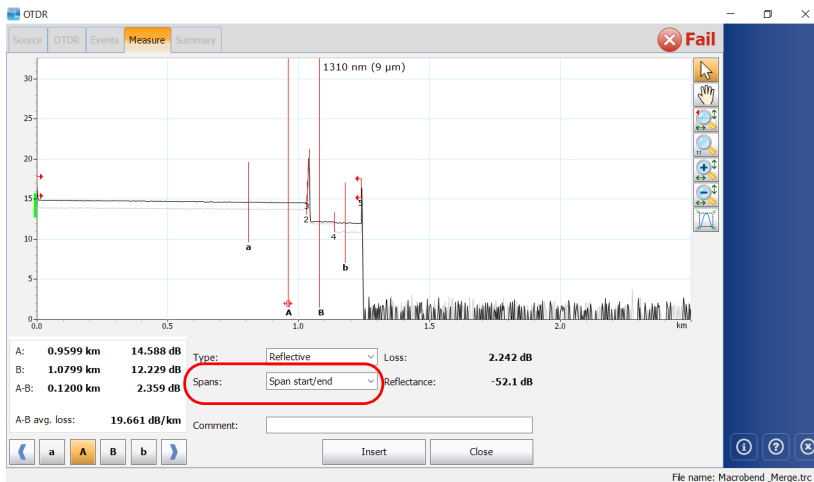 OTDR
Source OTDR Events Measure Summary
Fail
1310 nm (9 µm)
30
25
20
15
10
5
0
3
2
4
5
a
b
A
B
0.0 0.5 1.0 1.5 2.0 km
A: 0.9599 km 14.588 dB
B: 1.0799 km 12.229 dB
A-B: 0.1200 km 2.359 dB
A-B avg. loss: 19.661 dB/km
Type: Reflective
Spans: Span start/end
Comment:
Loss: 2.242 dB
Reflectance: -52.1 dB
a A B b
Insert Close
File name: Macrobend _Merge.trc